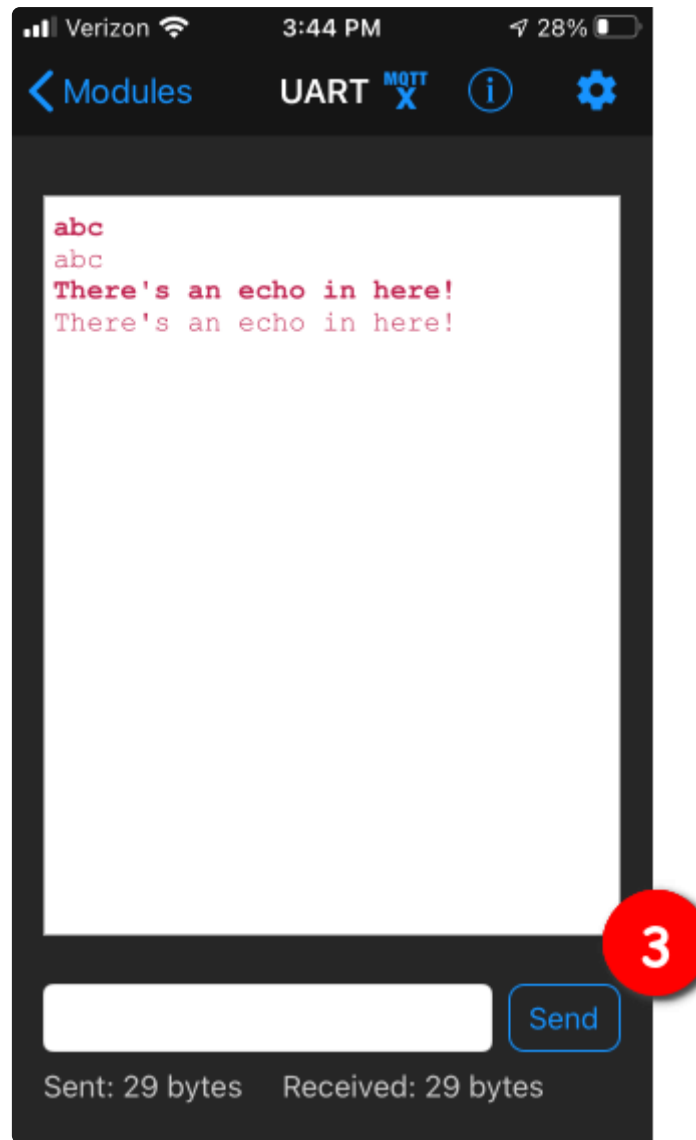 Verizon 3:44 PM 28%
Modules UART MQTT X i
abc
abc
There's an echo in here!
There's an echo in here!
3
Send
Sent: 29 bytes Received: 29 bytes